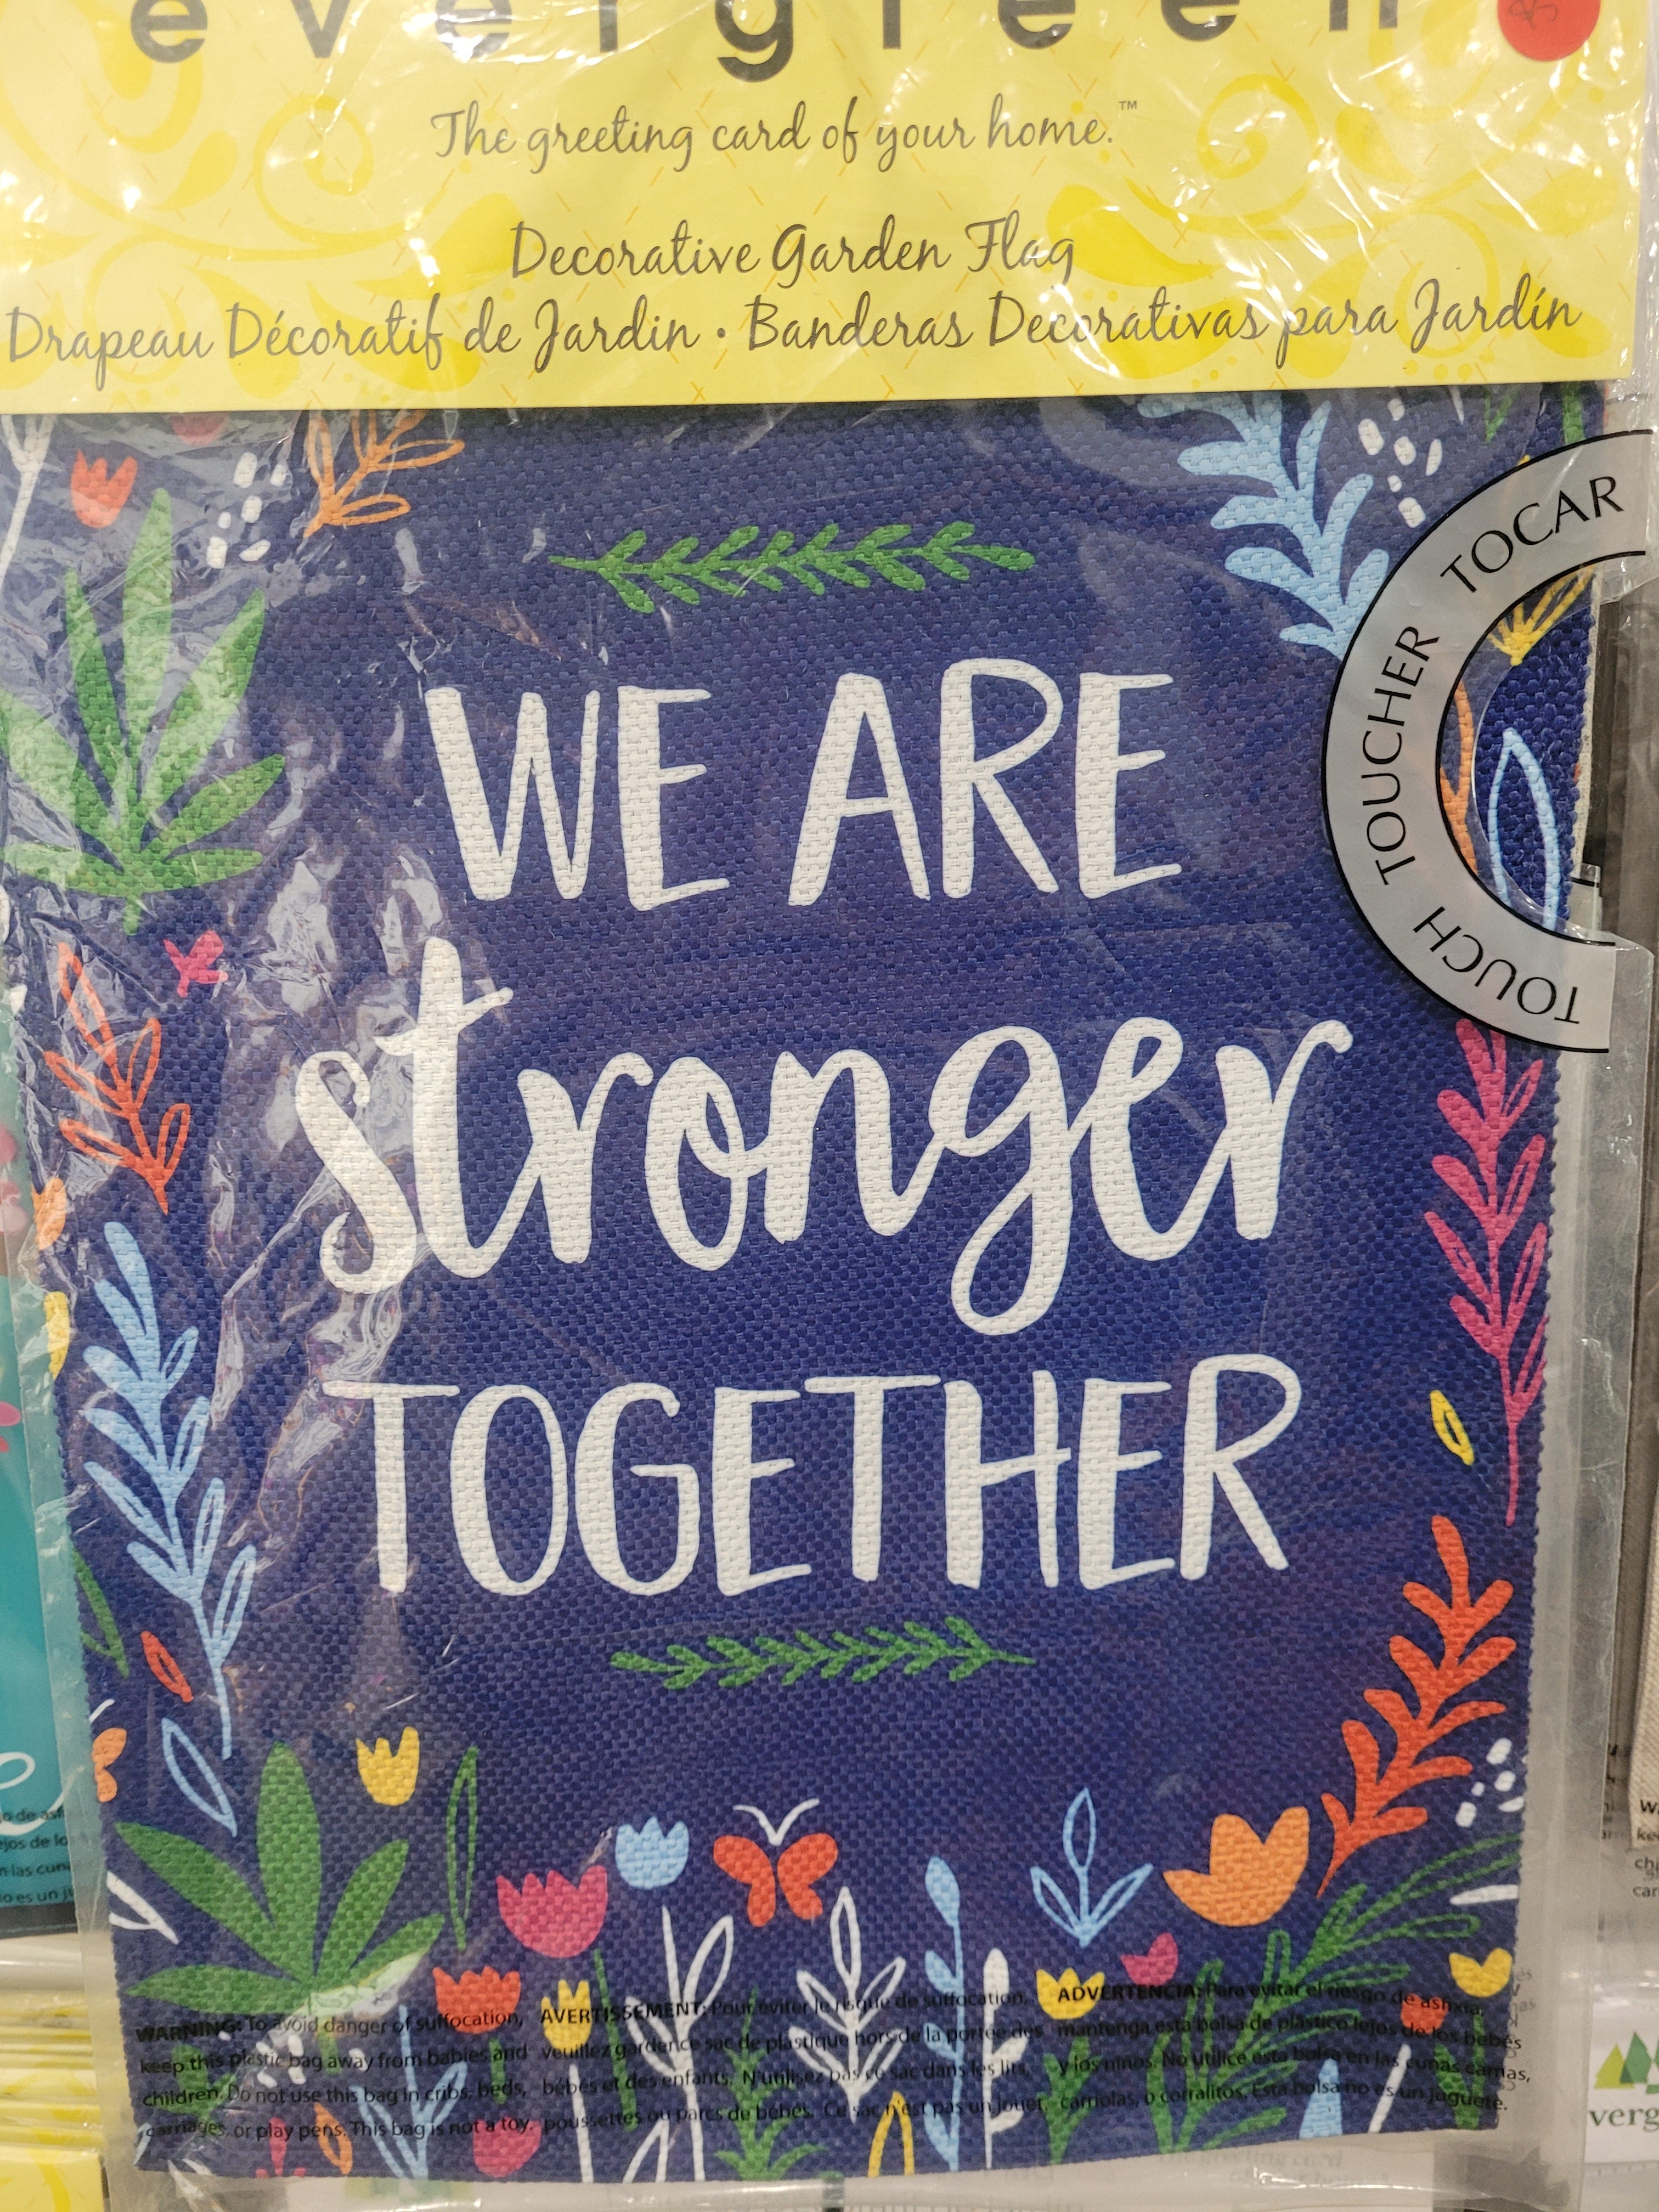 evergreen
The greeting card of your home.™
Decorative Garden Flag
Drapeau Décoratif de Jardin • Banderas Decorativas para Jardín
TOCAR
TOUCHER
TOUCH
WE ARE
stronger
TOGETHER
WARNING: To avoid danger of suffocation,
keep this plastic bag away from babies and
children. Do not use this bag in cribs, beds,
carriages, or play pens. This bag is not a toy.
AVERTISSEMENT: Pour éviter le risque de suffocation,
veuillez garder ce sac de plastique hors de la portée des
bébés et des enfants. N'utilisez pas ce sac dans les lits,
poussettes ou parcs de bébés. Ce sac n'est pas un jouet.
ADVERTENCIA: Para evitar el riesgo de asfixia,
mantenga esta bolsa de plástico lejos de los bebés
y los niños. No utilice esta bolsa en las cunas camas,
carriolas, o corralitos. Esta bolsa no es un juguete.
verg